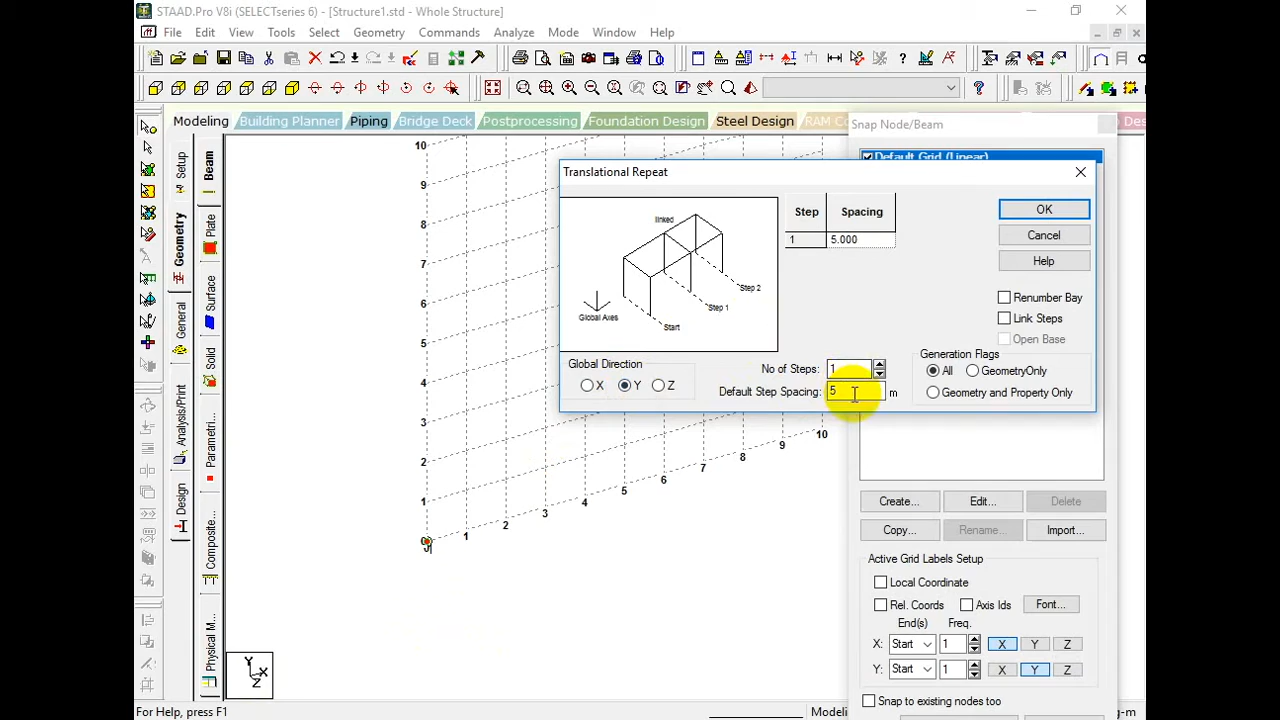 STAAD.Pro V8i (SELECTseries 6) - [Structure1.std - Whole Structure]
File Edit View Tools Select Geometry Commands Analyze Mode Window Help
Modeling Building Planner Piping Bridge Deck Postprocessing Foundation Design Steel Design RAM Co
Snap Node/Beam
Default Grid (Linear)
Translational Repeat
linked
Step 2
Step 1
Start
Global Axes
Step Spacing
1 5.000
OK
Cancel
Help
Renumber Bay
Link Steps
Open Base
Global Direction
X Y Z
No of Steps: 1
Default Step Spacing: 5 m
Generation Flags
All GeometryOnly
Geometry and Property Only
Setup
Geometry
General
Analysis/Print
Design
Beam
Plate
Surface
Solid
Parametri...
Composite...
Physical M...
10
9
8
7
6
5
4
3
2
1
1 2 3 4 5 6 7 8 9 10
Create... Edit... Delete
Copy... Rename... Import...
Active Grid Labels Setup
Local Coordinate
Rel. Coords Axis Ids Font...
End(s) Freq.
X: Start 1 X Y Z
Y: Start 1 X Y Z
Snap to existing nodes too
Y
X
Z
For Help, press F1
Modeli
g-m